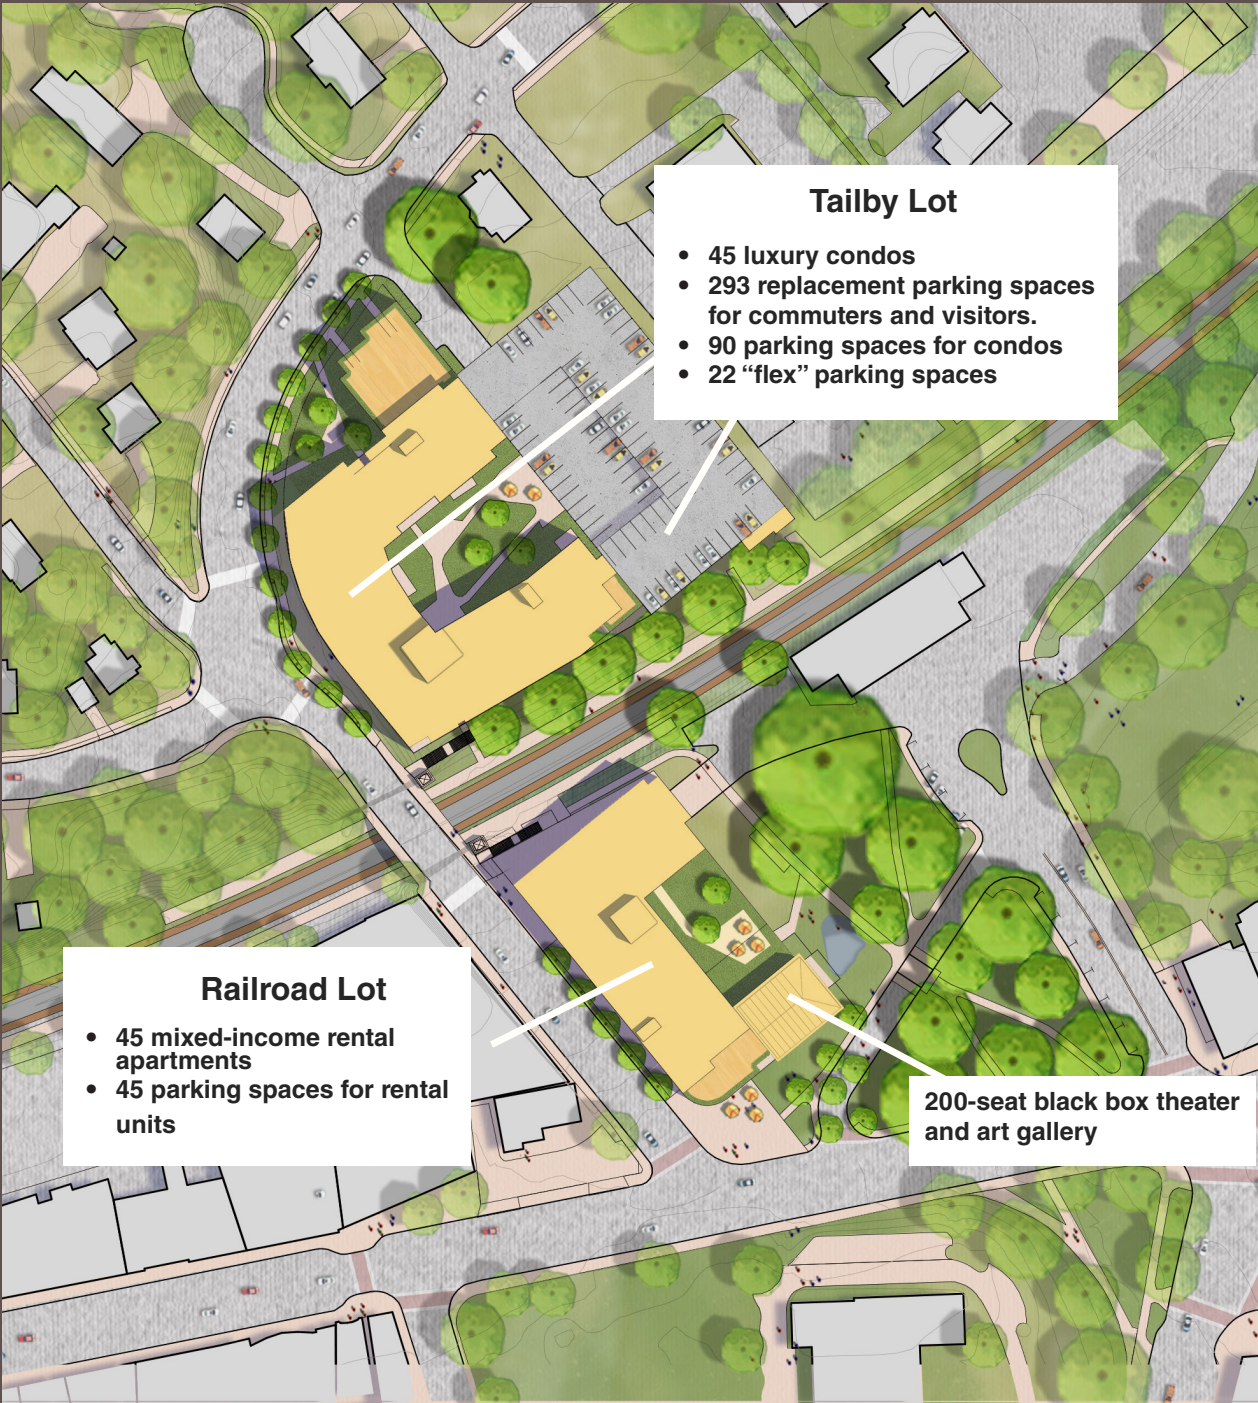 Tailby Lot
• 45 luxury condos
• 293 replacement parking spaces
for commuters and visitors.
• 90 parking spaces for condos
• 22 “flex” parking spaces
Railroad Lot
• 45 mixed-income rental
apartments
• 45 parking spaces for rental
units
200-seat black box theater
and art gallery